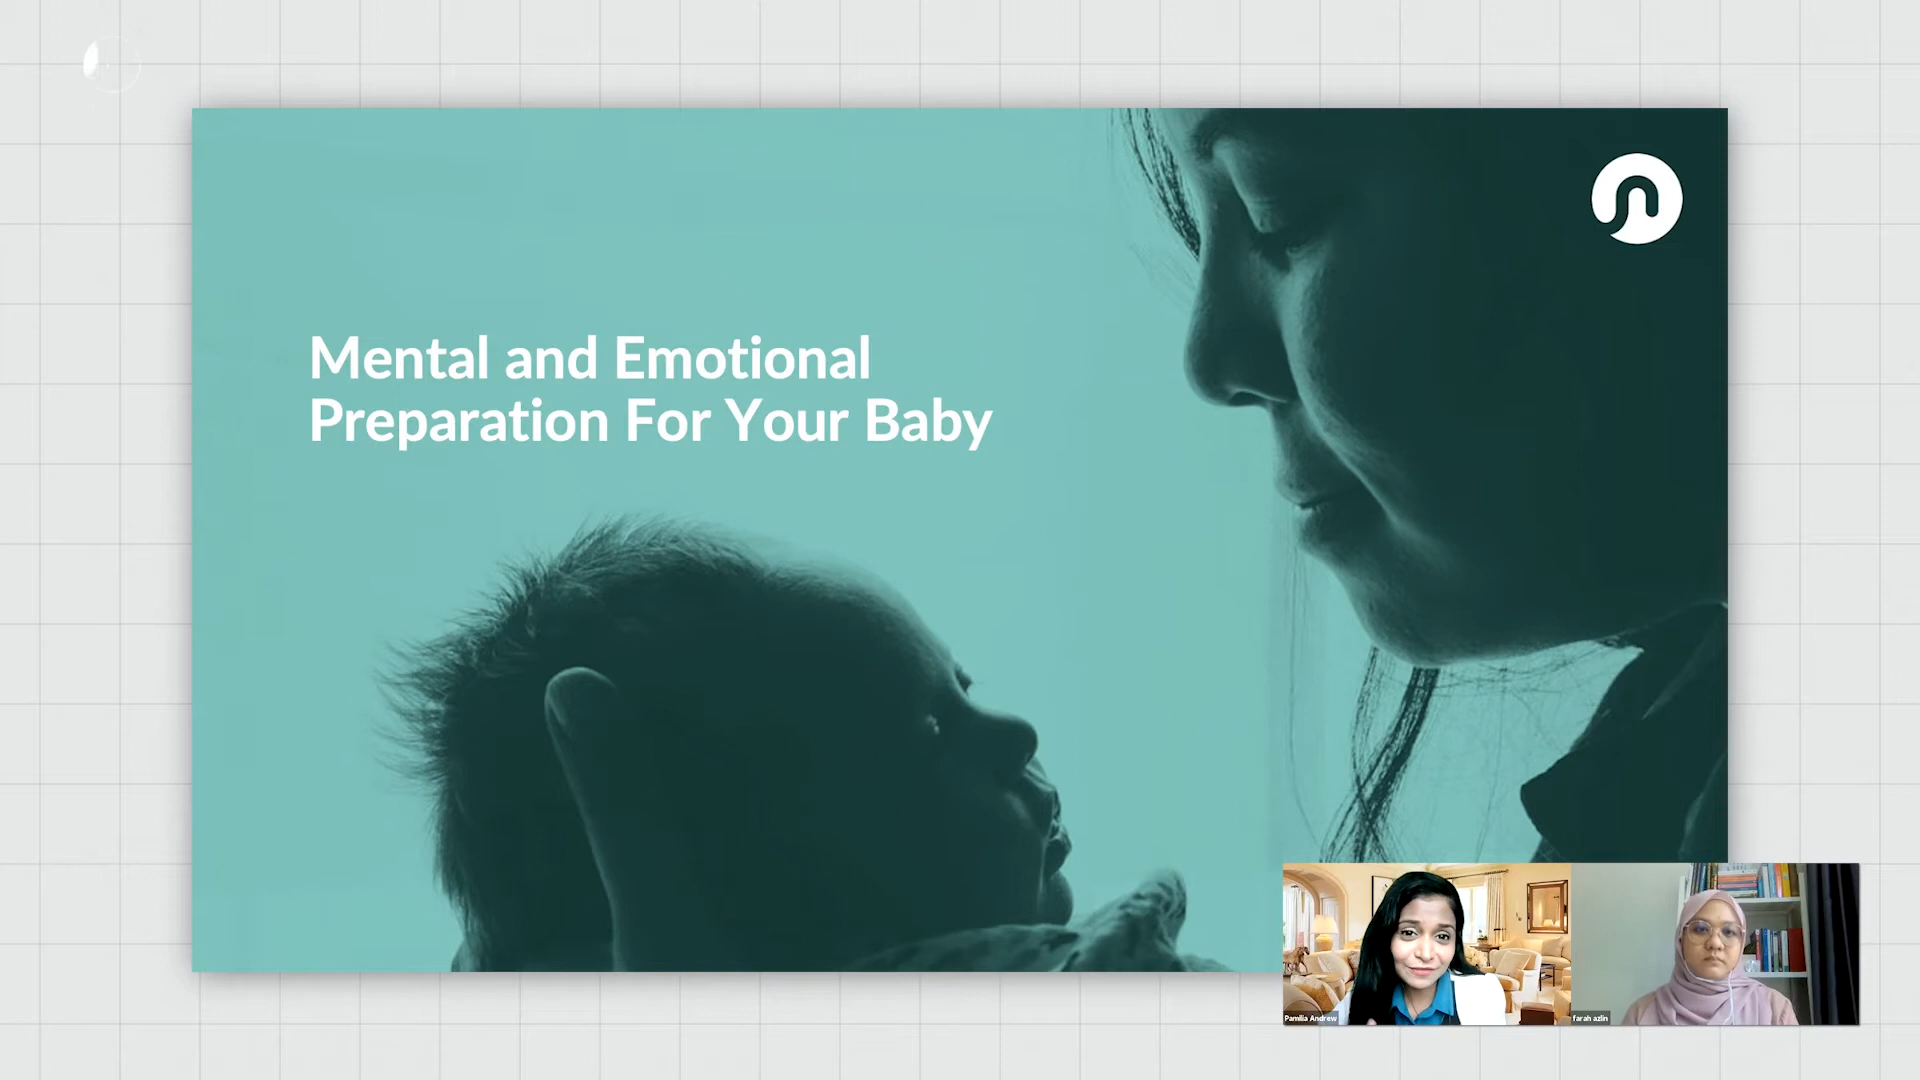 Mental and Emotional
Preparation For Your Baby
Pamilia Andrew
farah azlin